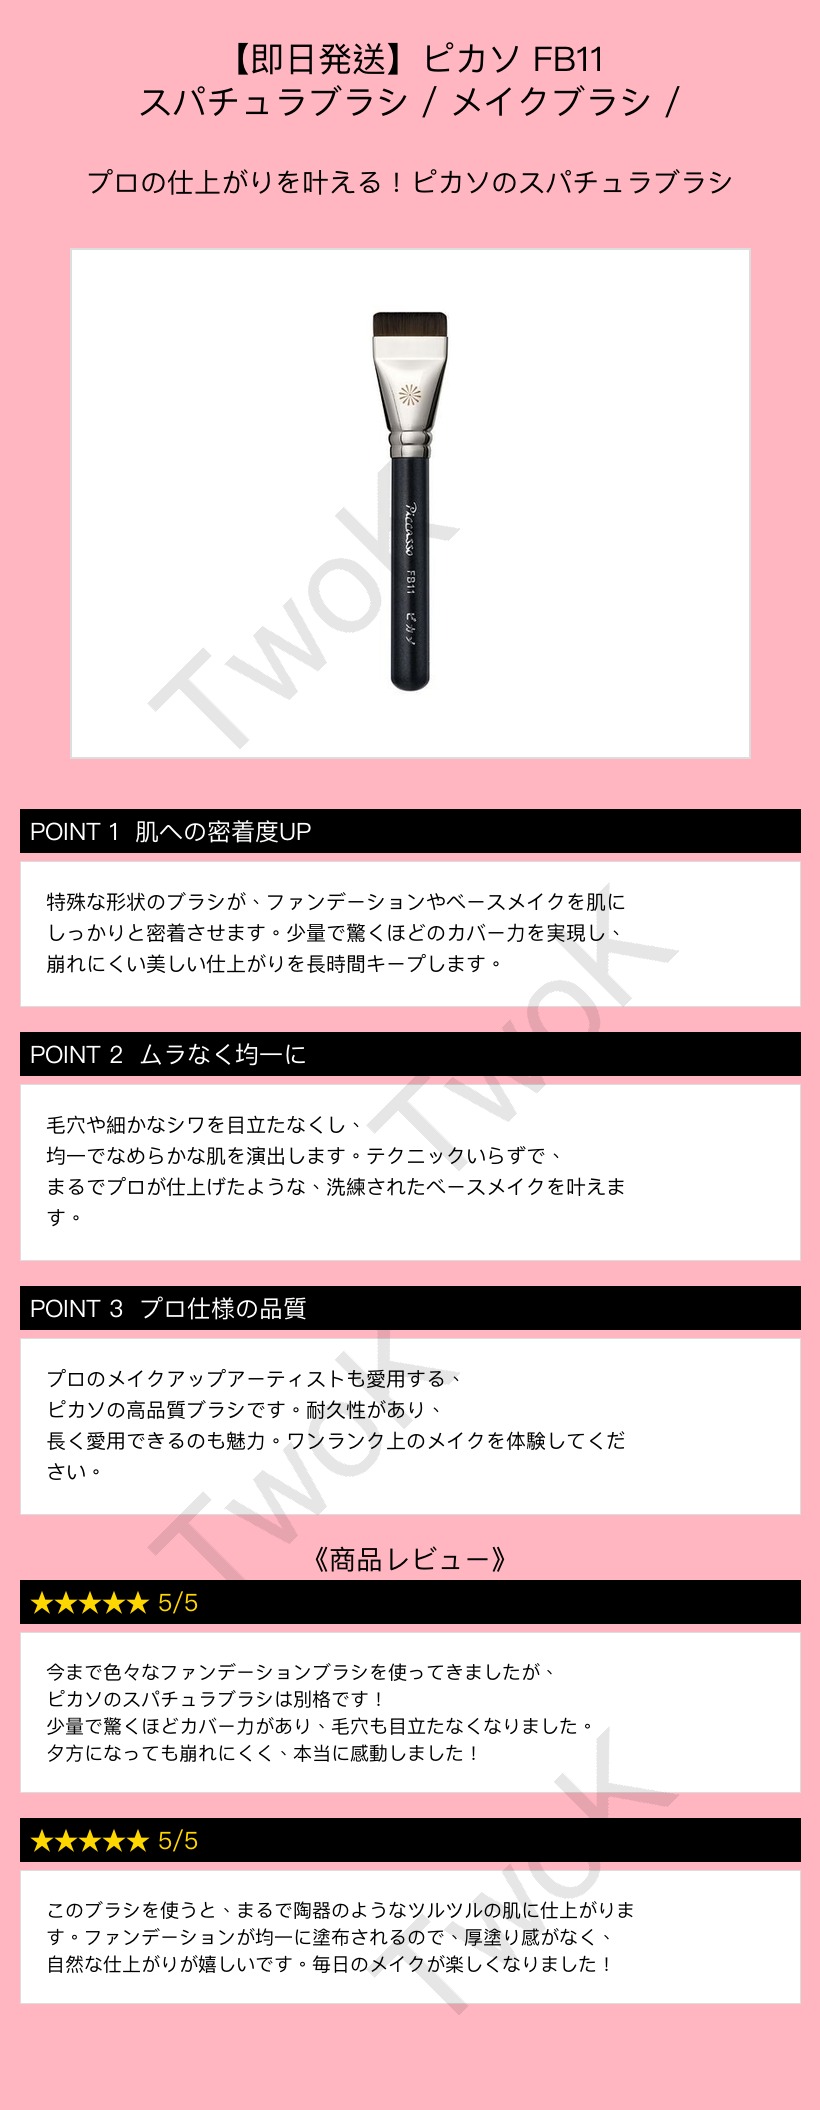 【即日発送】ピカソ FB11
スパチュラブラシ / メイクブラシ /
プロの仕上がりを叶える！ピカソのスパチュラブラシ
Piccasso FB11 ピカソ
TwoK
POINT 1 肌への密着度UP
特殊な形状のブラシが、ファンデーションやベースメイクを肌に
しっかりと密着させます。少量で驚くほどのカバー力を実現し、
崩れにくい美しい仕上がりを長時間キープします。
TwoK
POINT 2 ムラなく均一に
毛穴や細かなシワを目立たなくし、
均一でなめらかな肌を演出します。テクニックいらずで、
まるでプロが仕上げたような、洗練されたベースメイクを叶えま
す。
POINT 3 プロ仕様の品質
プロのメイクアップアーティストも愛用する、
ピカソの高品質ブラシです。耐久性があり、
長く愛用できるのも魅力。ワンランク上のメイクを体験してくだ
さい。
TwoK
《商品レビュー》
★★★★★ 5/5
今まで色々なファンデーションブラシを使ってきましたが、
ピカソのスパチュラブラシは別格です！
少量で驚くほどカバー力があり、毛穴も目立たなくなりました。
夕方になっても崩れにくく、本当に感動しました！
★★★★★ 5/5
このブラシを使うと、まるで陶器のようなツルツルの肌に仕上がりま
す。ファンデーションが均一に塗布されるので、厚塗り感がなく、
自然な仕上がりが嬉しいです。毎日のメイクが楽しくなりました！
TwoK